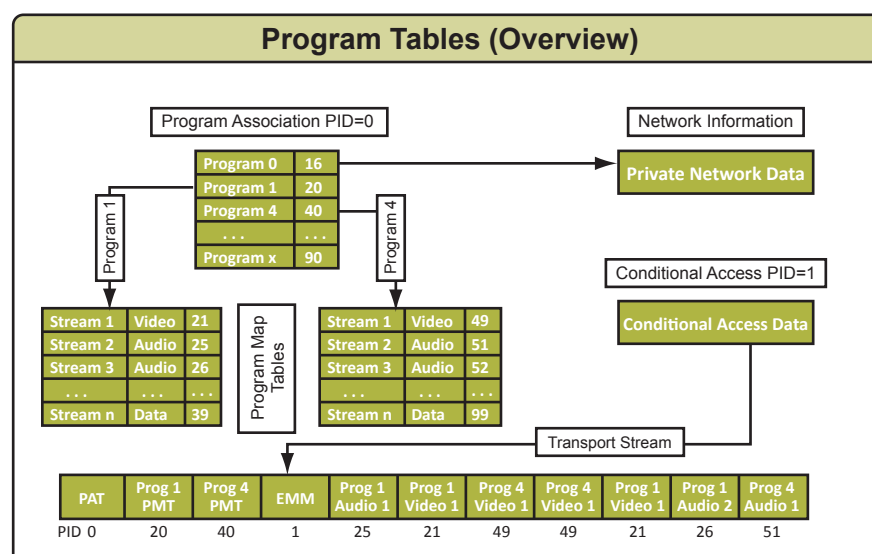 Program Tables (Overview)
Program Association PID=0
Network Information
Program 0 16
Program 1 20
Program 4 40
. . . . . .
Program x 90
Private Network Data
Program 1
Program 4
Conditional Access PID=1
Conditional Access Data
Stream 1 Video 21
Stream 2 Audio 25
Stream 3 Audio 26
. . . . . . . . .
Stream n Data 39
Program Map
Tables
Stream 1 Video 49
Stream 2 Audio 51
Stream 3 Audio 52
. . . . . . . . .
Stream n Data 99
Transport Stream
PAT
Prog 1
PMT
Prog 4
PMT
EMM
Prog 1
Audio 1
Prog 1
Video 1
Prog 4
Video 1
Prog 4
Video 1
Prog 1
Video 1
Prog 1
Audio 2
Prog 4
Audio 1
PID 0 20 40 1 25 21 49 49 21 26 51